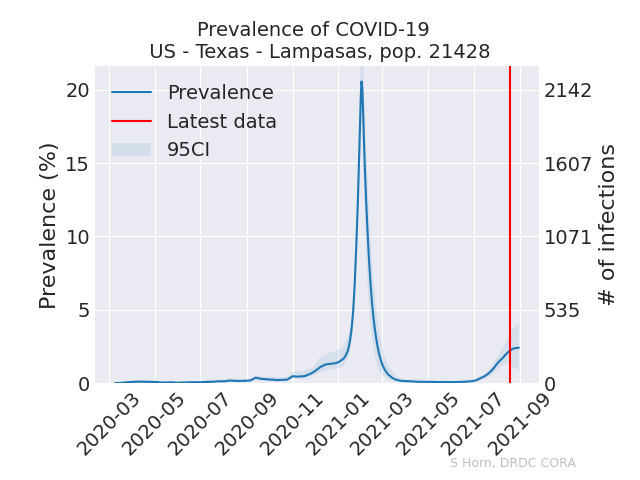 Prevalence of COVID-19
US - Texas - Lampasas, pop. 21428
Prevalence
Latest data
95CI
Prevalence (%)
20
15
10
5
0
2142
1607
1071
535
0
# of infections
2020-03
2020-05
2020-07
2020-09
2020-11
2021-01
2021-03
2021-05
2021-07
2021-09
S Horn, DRDC CORA